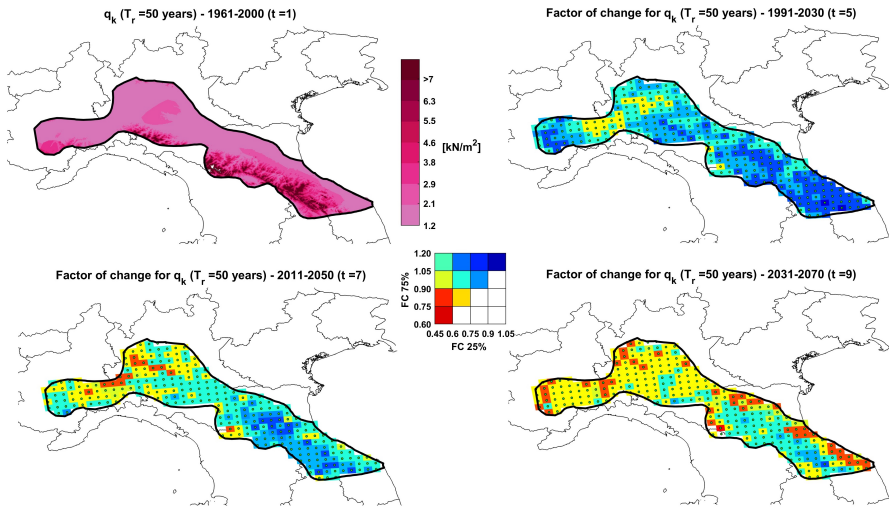 q_k (T_r =50 years) - 1961-2000 (t =1)
Factor of change for q_k (T_r =50 years) - 1991-2030 (t =5)
>7
6.3
5.5
4.6
3.8
2.9
2.1
1.2
[kN/m²]
Factor of change for q_k (T_r =50 years) - 2011-2050 (t =7)
Factor of change for q_k (T_r =50 years) - 2031-2070 (t =9)
1.20
1.05
0.90
0.75
0.60
FC 75%
0.45 0.6 0.75 0.9 1.05
FC 25%